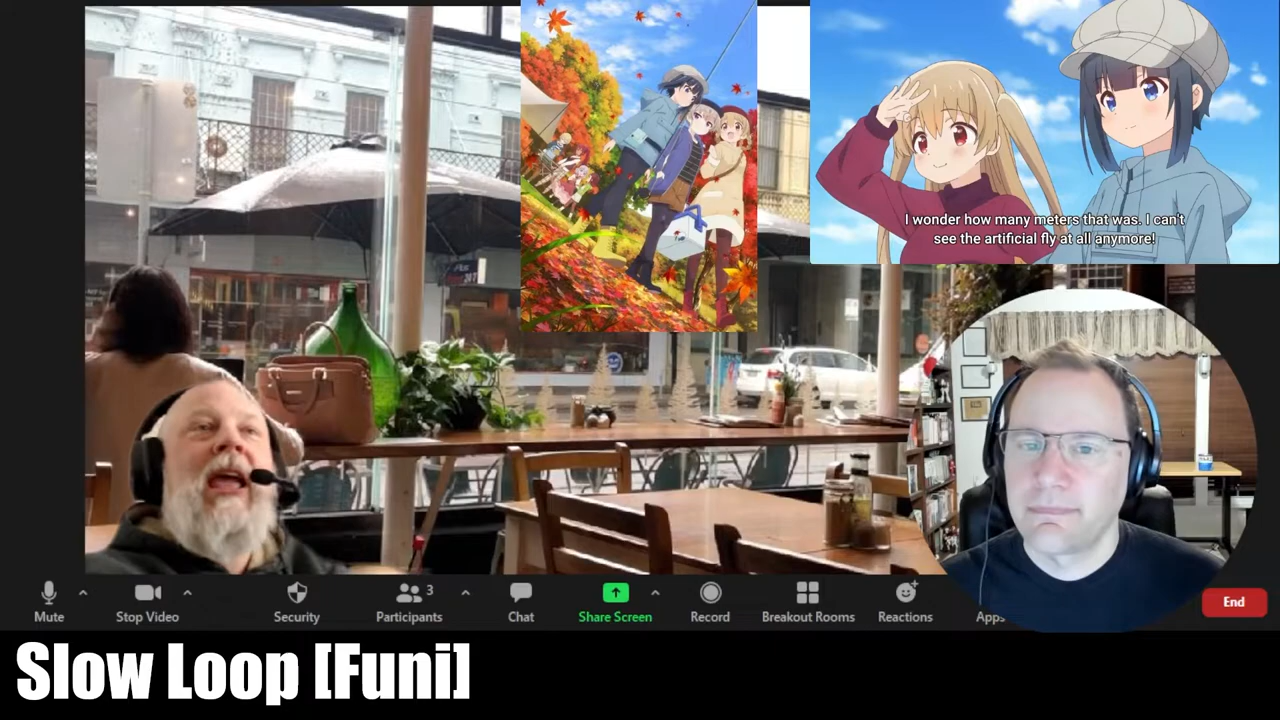 I wonder how many meters that was. I can't
see the artificial fly at all anymore!
Mute
Stop Video
Security
Participants
3
Chat
Share Screen
Record
Breakout Rooms
Reactions
Apps
End
Slow Loop [Funi]